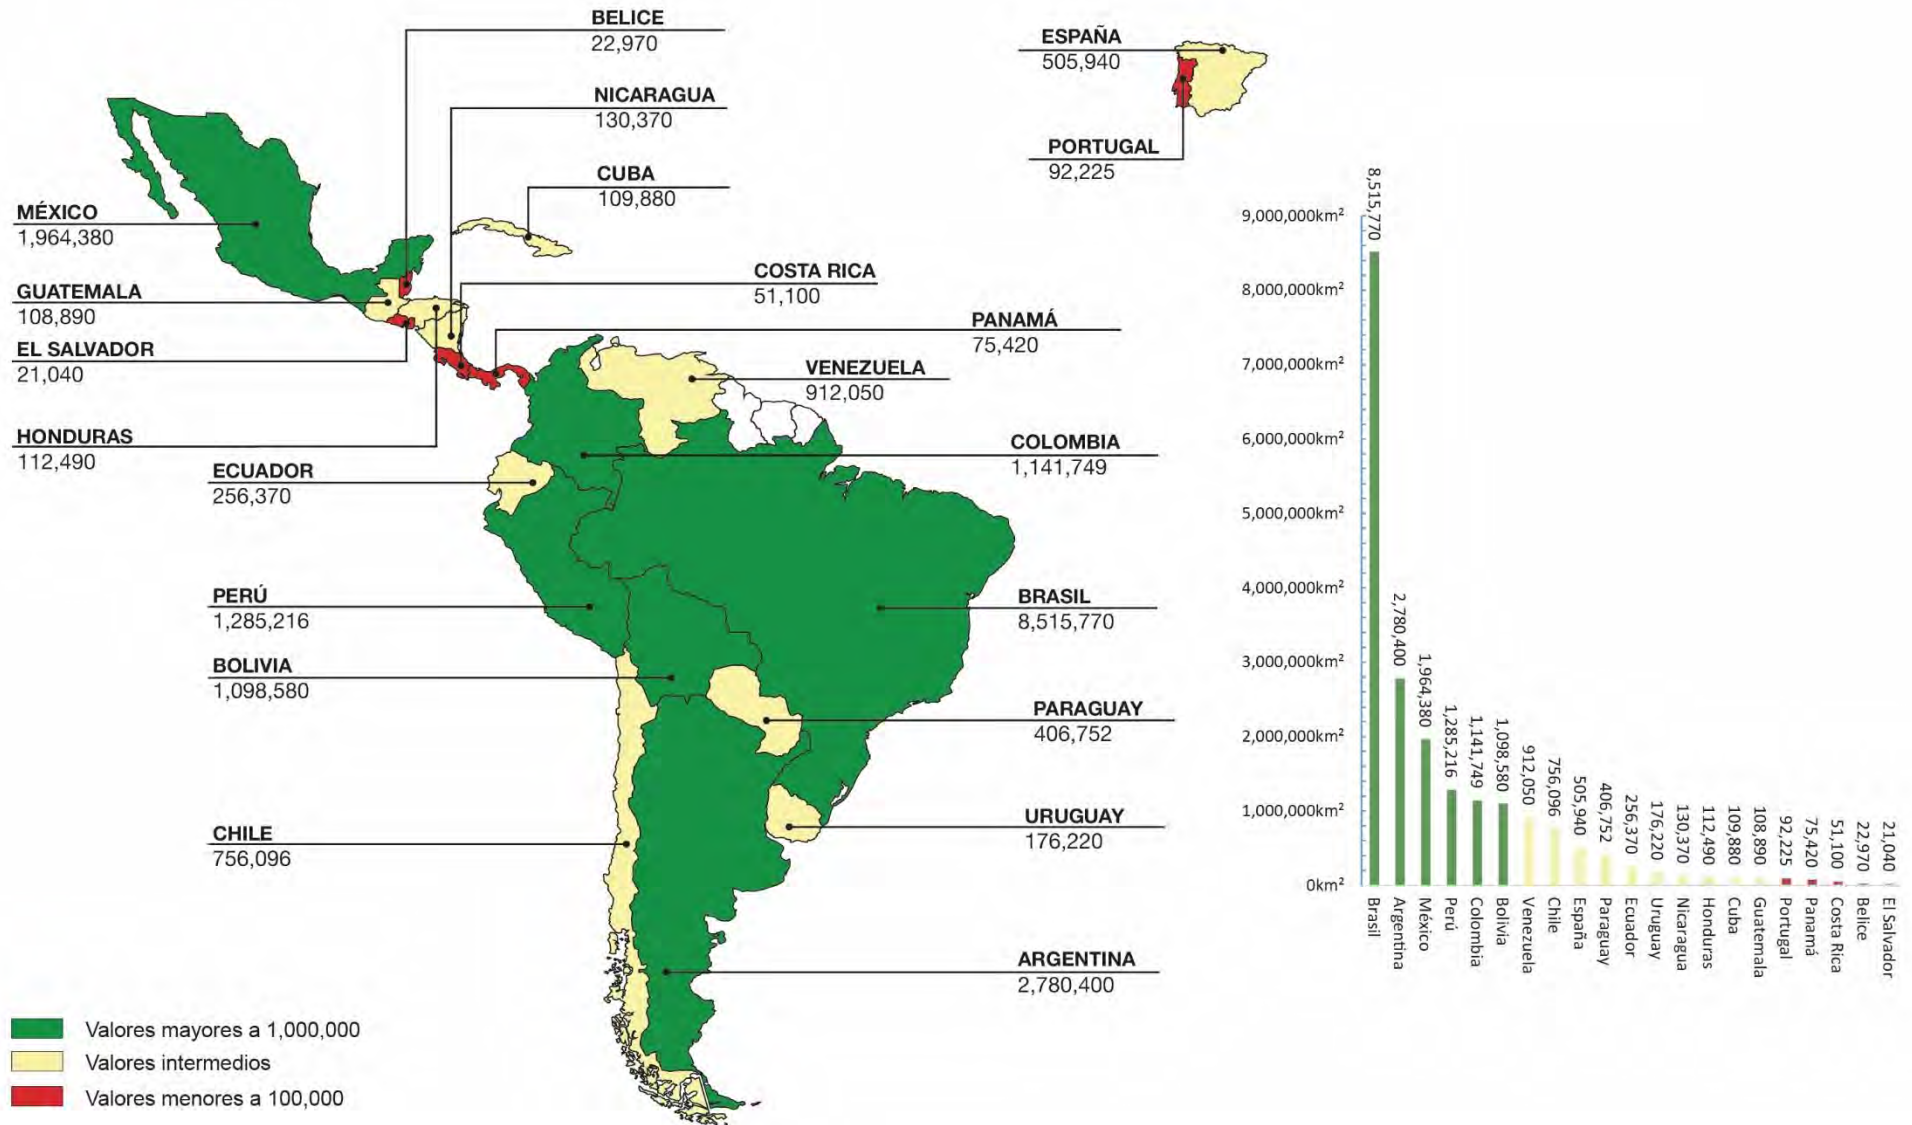 BELICE
22,970
NICARAGUA
130,370
CUBA
109,880
MÉXICO
1,964,380
GUATEMALA
108,890
EL SALVADOR
21,040
HONDURAS
112,490
COSTA RICA
51,100
PANAMÁ
75,420
VENEZUELA
912,050
COLOMBIA
1,141,749
ECUADOR
256,370
PERÚ
1,285,216
BRASIL
8,515,770
BOLIVIA
1,098,580
PARAGUAY
406,752
CHILE
756,096
URUGUAY
176,220
ARGENTINA
2,780,400
ESPAÑA
505,940
PORTUGAL
92,225
Valores mayores a 1,000,000
Valores intermedios
Valores menores a 100,000
9,000,000km²
8,000,000km²
7,000,000km²
6,000,000km²
5,000,000km²
4,000,000km²
3,000,000km²
2,000,000km²
1,000,000km²
0km²
8,515,770
2,780,400
1,964,380
1,285,216
1,141,749
1,098,580
912,050
756,096
505,940
406,752
256,370
176,220
130,370
112,490
109,880
108,890
92,225
75,420
51,100
22,970
21,040
Brasil
Argentina
México
Perú
Colombia
Bolivia
Venezuela
Chile
España
Paraguay
Ecuador
Uruguay
Nicaragua
Honduras
Cuba
Guatemala
Portugal
Panamá
Costa Rica
Belice
El Salvador